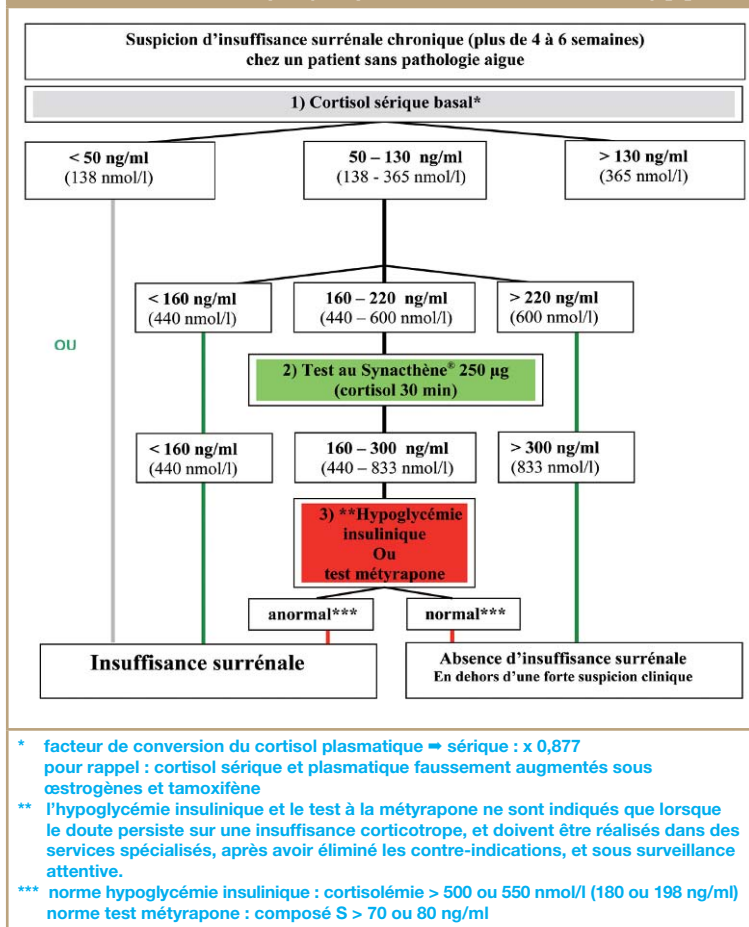 Suspicion d'insuffisance surrénale chronique (plus de 4 à 6 semaines)
chez un patient sans pathologie aigue
1) Cortisol sérique basal*
< 50 ng/ml
(138 nmol/l)
50 – 130 ng/ml
(138 - 365 nmol/l)
> 130 ng/ml
(365 nmol/l)
< 160 ng/ml
(440 nmol/l)
160 – 220 ng/ml
(440 – 600 nmol/l)
> 220 ng/ml
(600 nmol/l)
OU
2) Test au Synacthène® 250 µg
(cortisol 30 min)
< 160 ng/ml
(440 nmol/l)
160 – 300 ng/ml
(440 – 833 nmol/l)
> 300 ng/ml
(833 nmol/l)
3) **Hypoglycémie
insulinique
Ou
test métyrapone
anormal***
normal***
Insuffisance surrénale
Absence d'insuffisance surrénale
En dehors d'une forte suspicion clinique
* facteur de conversion du cortisol plasmatique ➡ sérique : x 0,877
pour rappel : cortisol sérique et plasmatique faussement augmentés sous
œstrogènes et tamoxifène
** l'hypoglycémie insulinique et le test à la métyrapone ne sont indiqués que lorsque
le doute persiste sur une insuffisance corticotrope, et doivent être réalisés dans des
services spécialisés, après avoir éliminé les contre-indications, et sous surveillance
attentive.
*** norme hypoglycémie insulinique : cortisolémie > 500 ou 550 nmol/l (180 ou 198 ng/ml)
norme test métyrapone : composé S > 70 ou 80 ng/ml